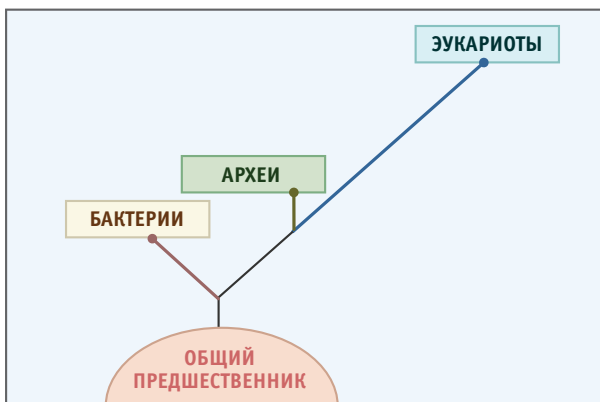 ЭУКАРИОТЫ
АРХЕИ
БАКТЕРИИ
ОБЩИЙ
ПРЕДШЕСТВЕННИК